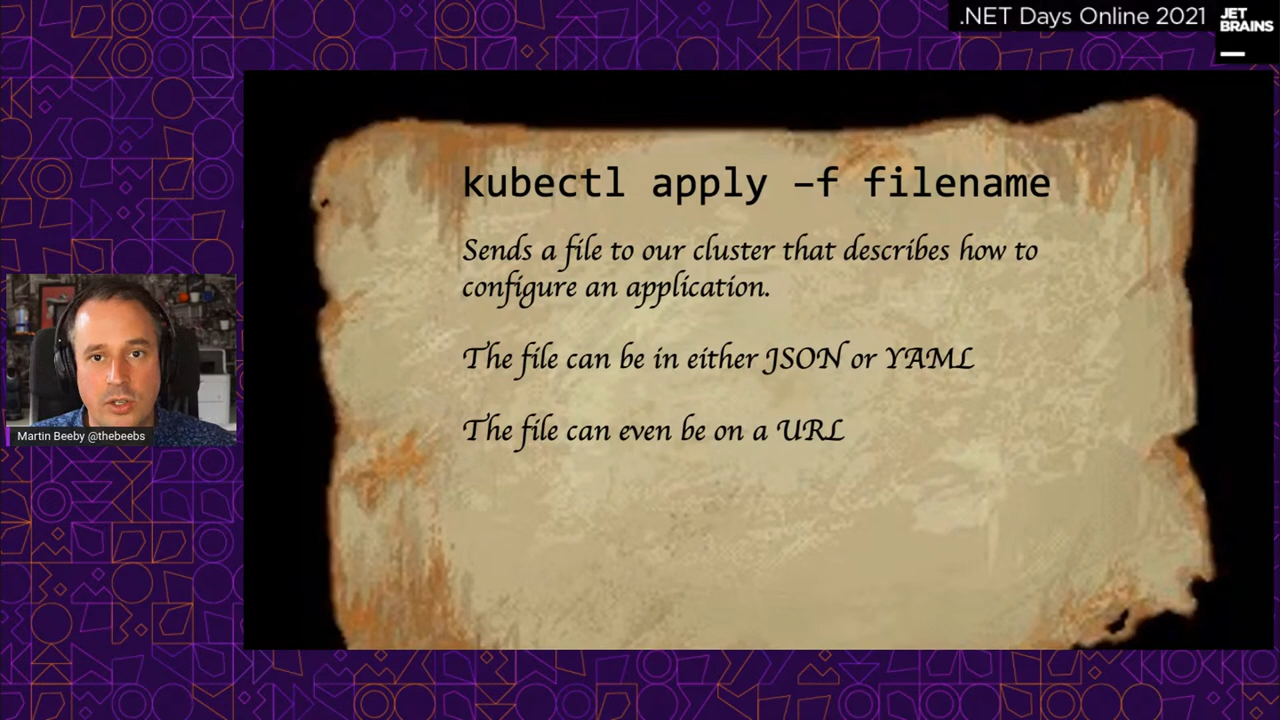 .NET Days Online 2021
JET
BRAINS
kubectl apply –f filename
Sends a file to our cluster that describes how to
configure an application.
The file can be in either JSON or YAML
The file can even be on a URL
Martin Beeby @thebeebs